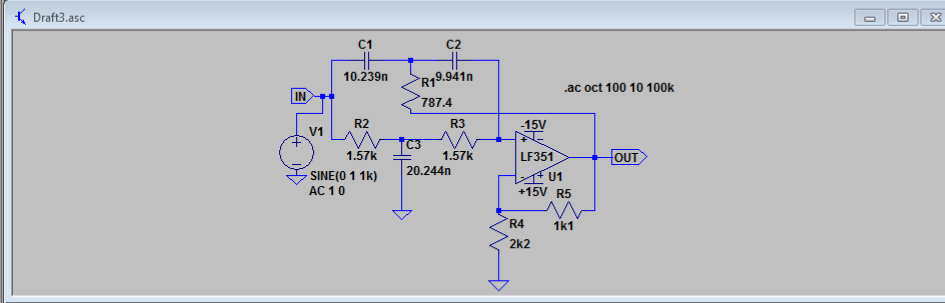 Draft3.asc
C1
C2
10.239n
9.941n
R1
787.4
.ac oct 100 10 100k
IN
V1
R2
R3
1.57k
1.57k
C3
20.244n
SINE(0 1 1k)
AC 1 0
-15V
+
LF351
-
+
U1
+15V
OUT
R5
1k1
R4
2k2